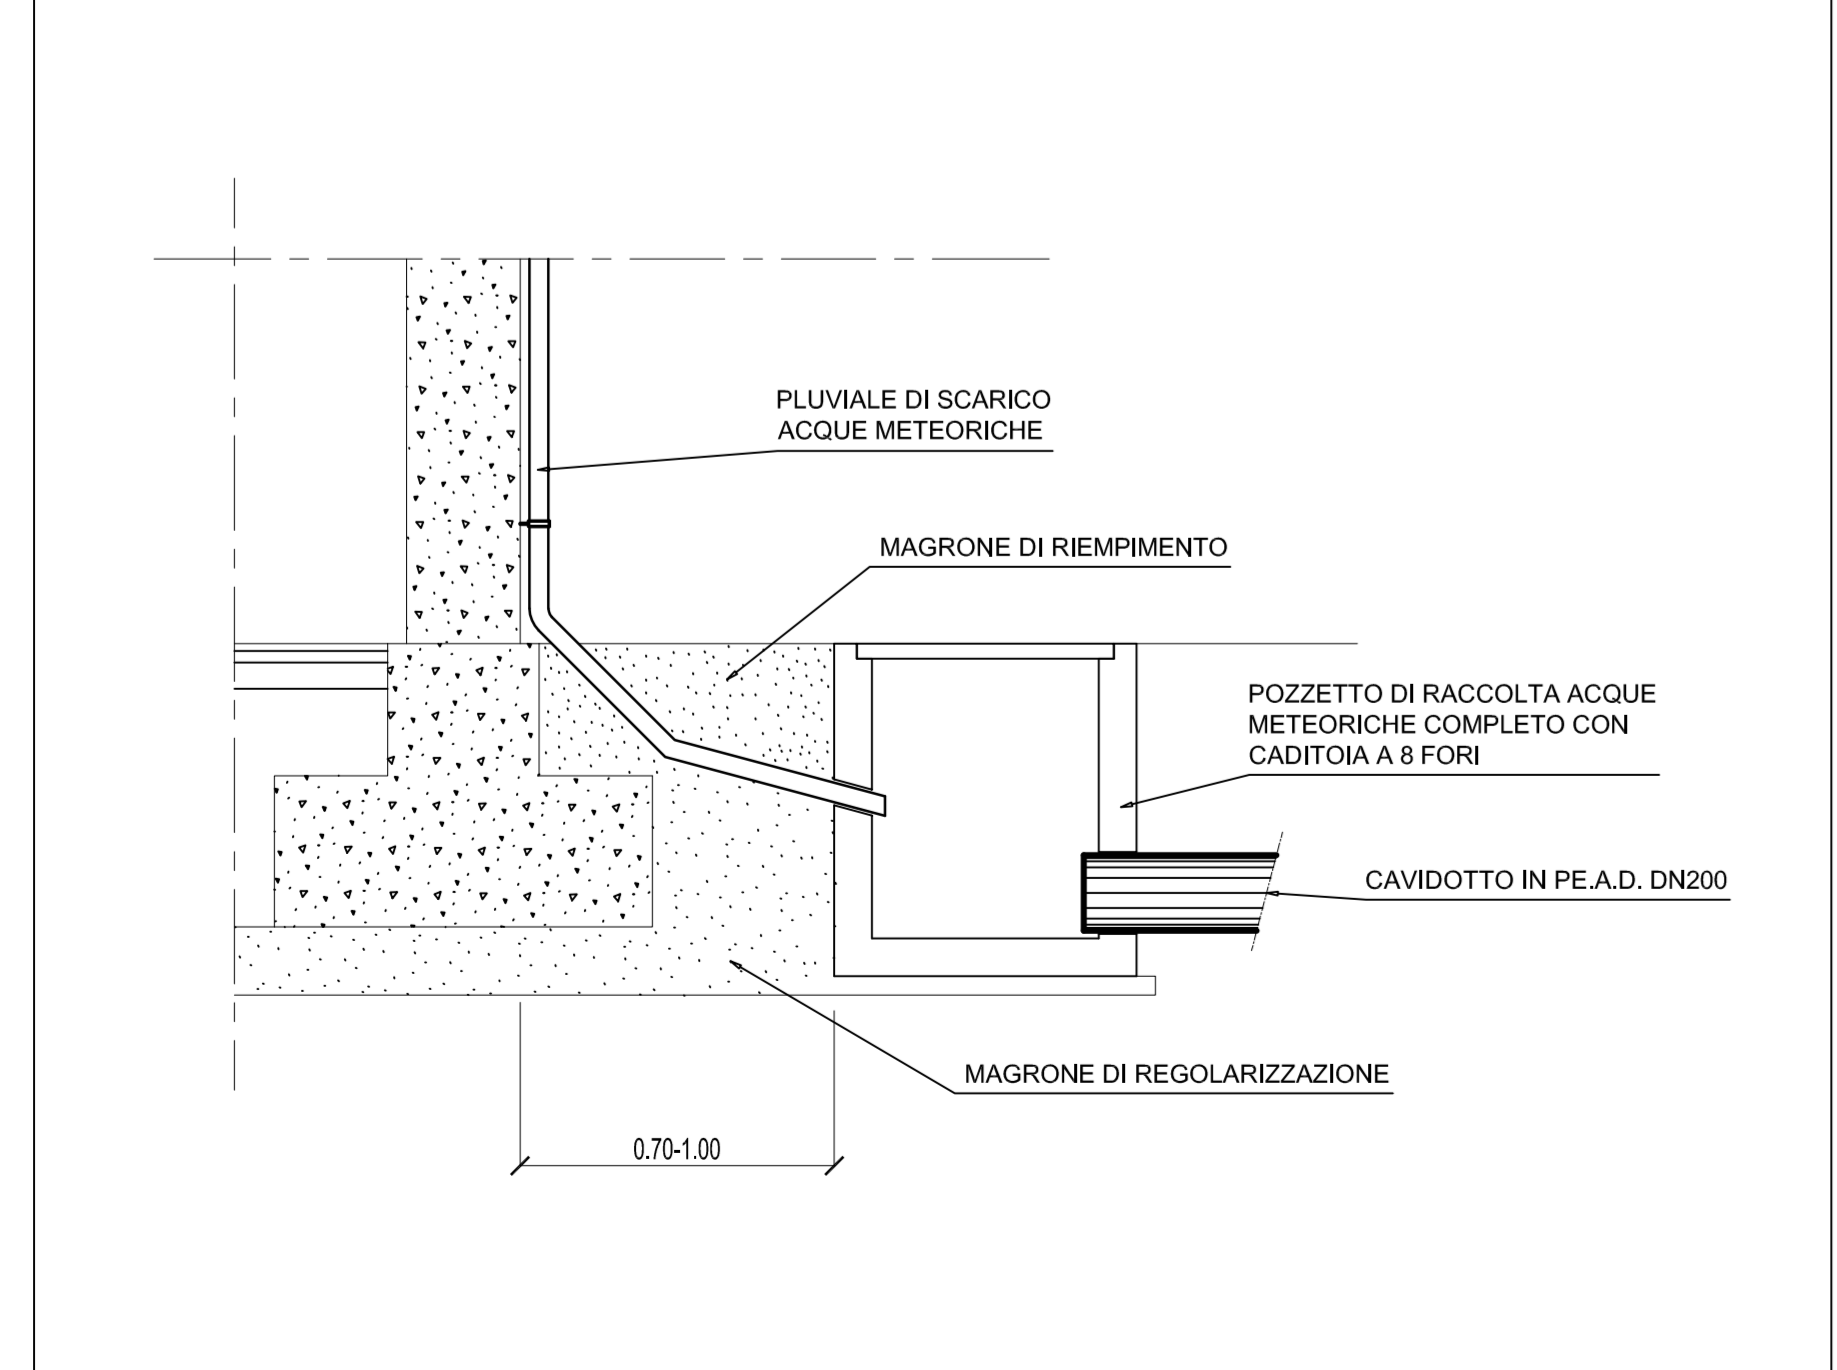 PLUVIALE DI SCARICO
ACQUE METEORICHE
MAGRONE DI RIEMPIMENTO
POZZETTO DI RACCOLTA ACQUE
METEORICHE COMPLETO CON
CADITOIA A 8 FORI
CAVIDOTTO IN PE.A.D. DN200
MAGRONE DI REGOLARIZZAZIONE
0.70-1.00